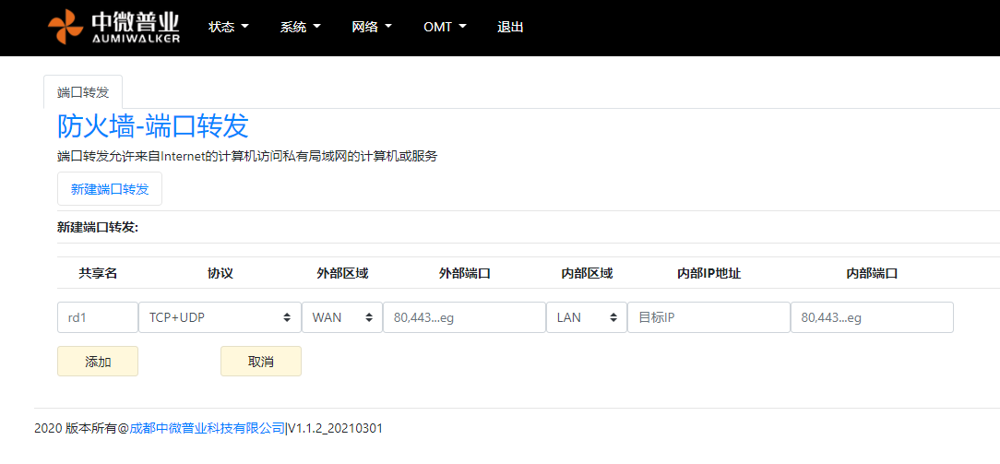 中微普业 状态 系统 网络 OMT 退出
AUMIWALKER
端口转发
防火墙-端口转发
端口转发允许来自Internet的计算机访问私有局域网的计算机或服务
新建端口转发
新建端口转发:
共享名 协议 外部区域 外部端口 内部区域 内部IP地址 内部端口
rd1 TCP+UDP WAN 80,443...eg LAN 目标IP 80,443...eg
添加 取消
2020 版本所有@成都中微普业科技有限公司|V1.1.2_20210301